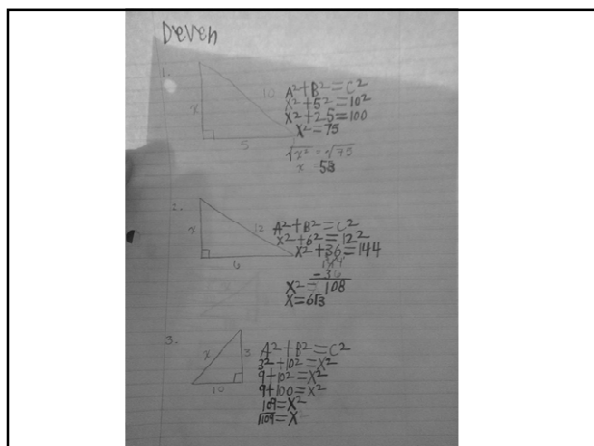 Deven
1.
x
10
5
A²+B²=C²
x²+5²=10²
x²+25=100
x²=75
√x²=√75
x
2.
x
12
6
A²+B²=C²
x²+6²=12²
x²+36=144
-36
x²=108
x=6√3
3.
x
3
10
A²+B²=C²
3²+10²=x²
9+10²=x²
9+100=x²
109=x²
√109=x